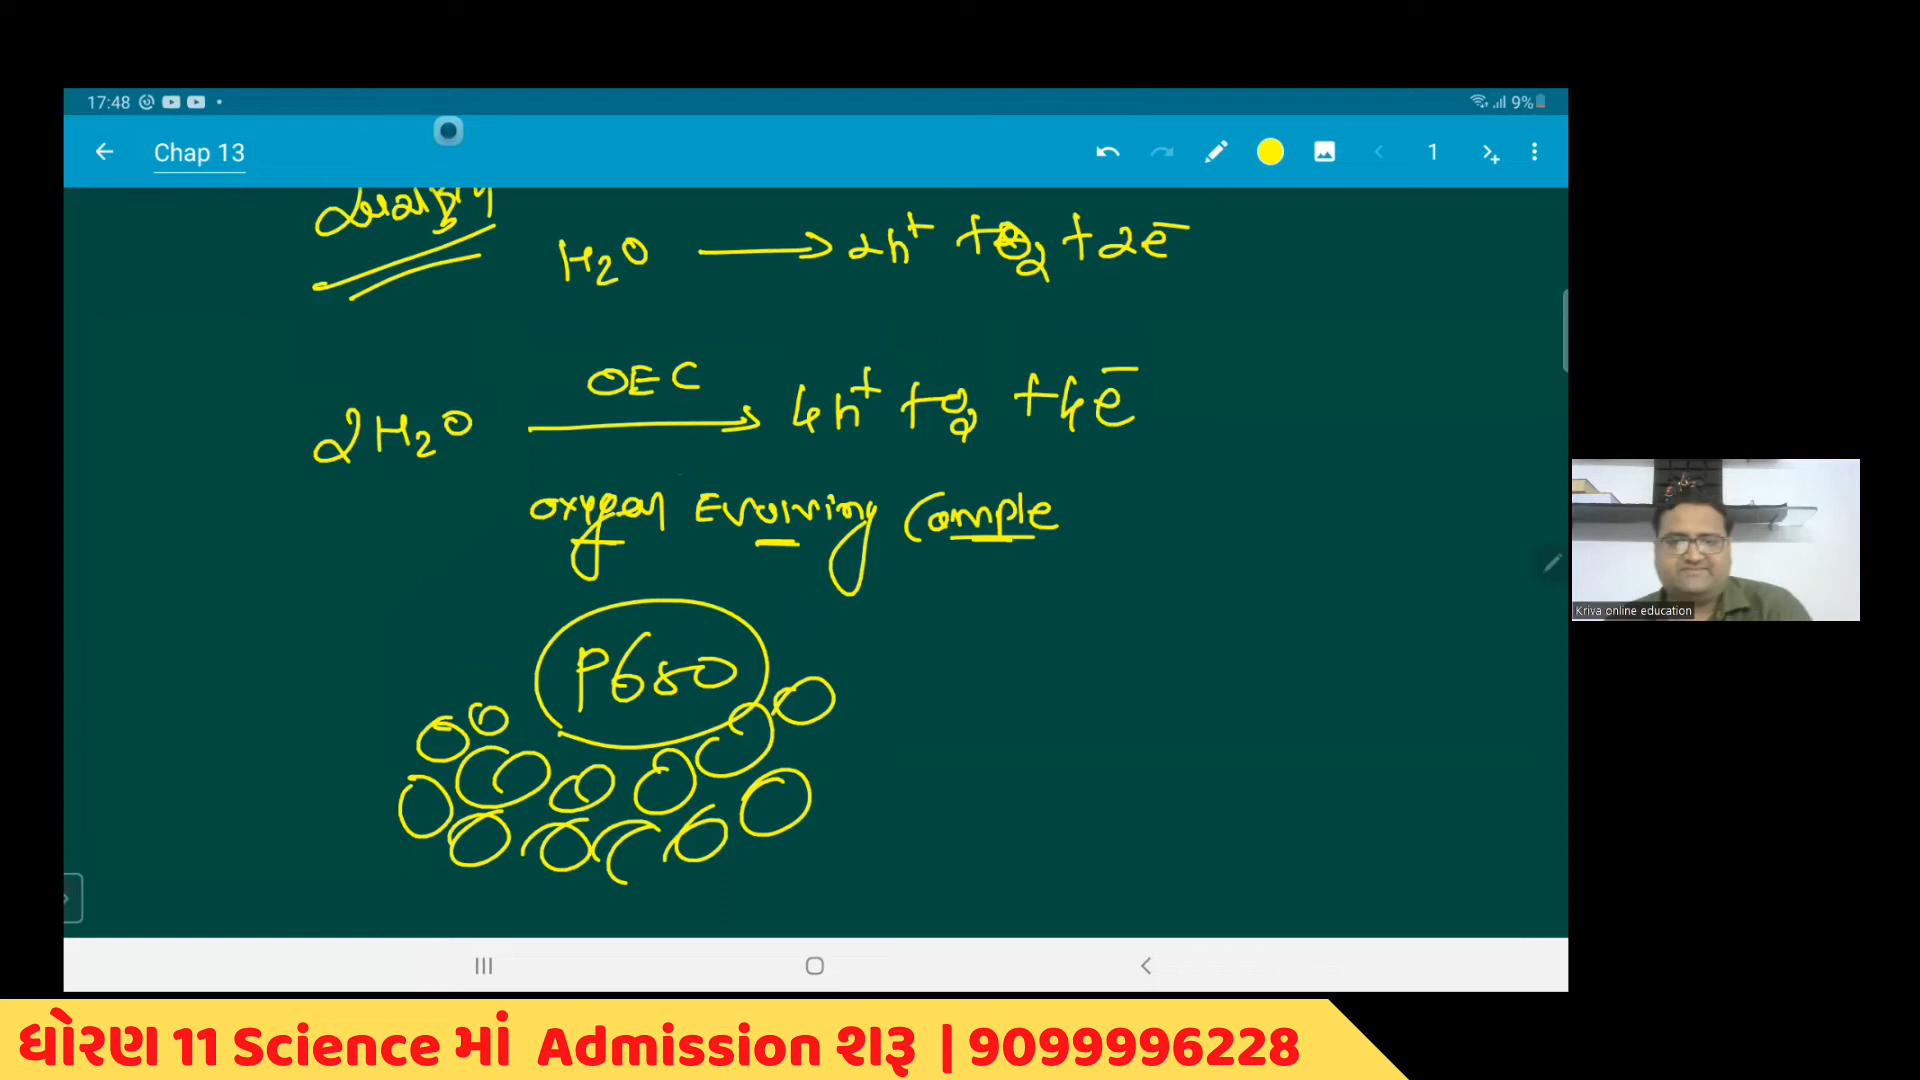 17:48 9%
Chap 13 1
H₂O → 2h⁺ + O₂ + 2e⁻
OEC
2H₂O → 4h⁺ + O₂ + 4e⁻
oxygen Evolving Comple
P680
Kriva online education
ધોરણ 11 Science માં Admission શરૂ | 9099996228